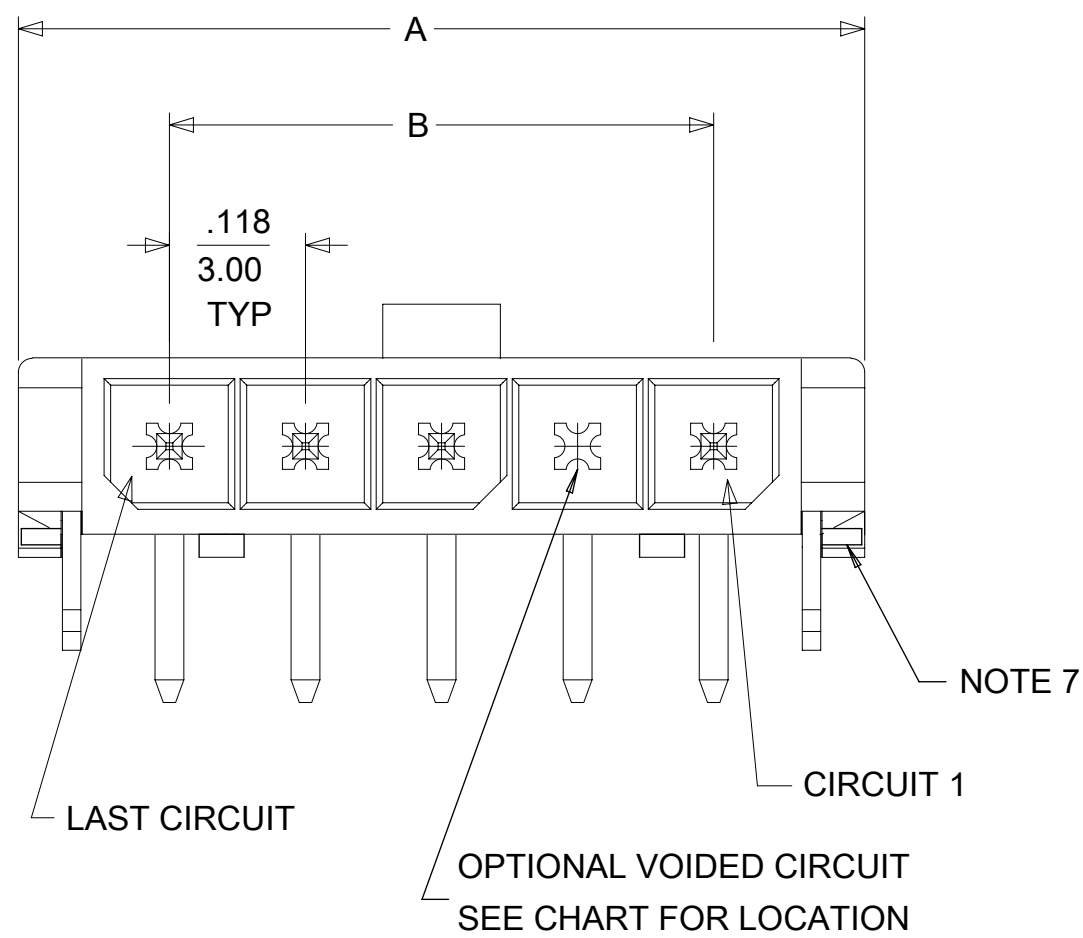 A
B
.118
3.00
TYP
NOTE 7
CIRCUIT 1
LAST CIRCUIT
OPTIONAL VOIDED CIRCUIT
SEE CHART FOR LOCATION